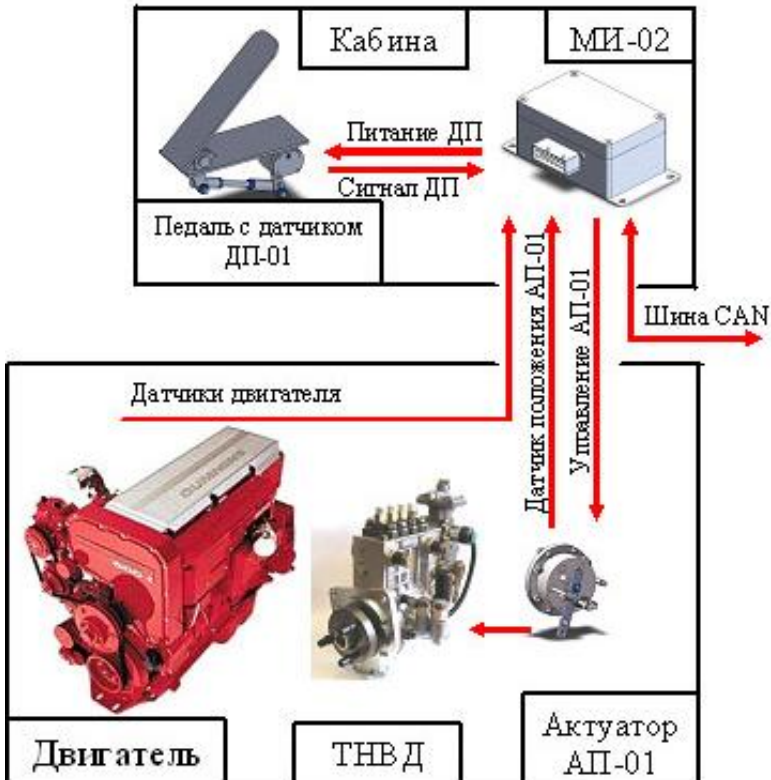 Кабина
МИ-02
Питание ДП
Сигнал ДП
Педаль с датчиком
ДП-01
Датчик положения АП-01
Управление АП-01
Шина CAN
Датчики двигателя
CUMMINS
Двигатель
ТНВД
Актуатор
АП-01